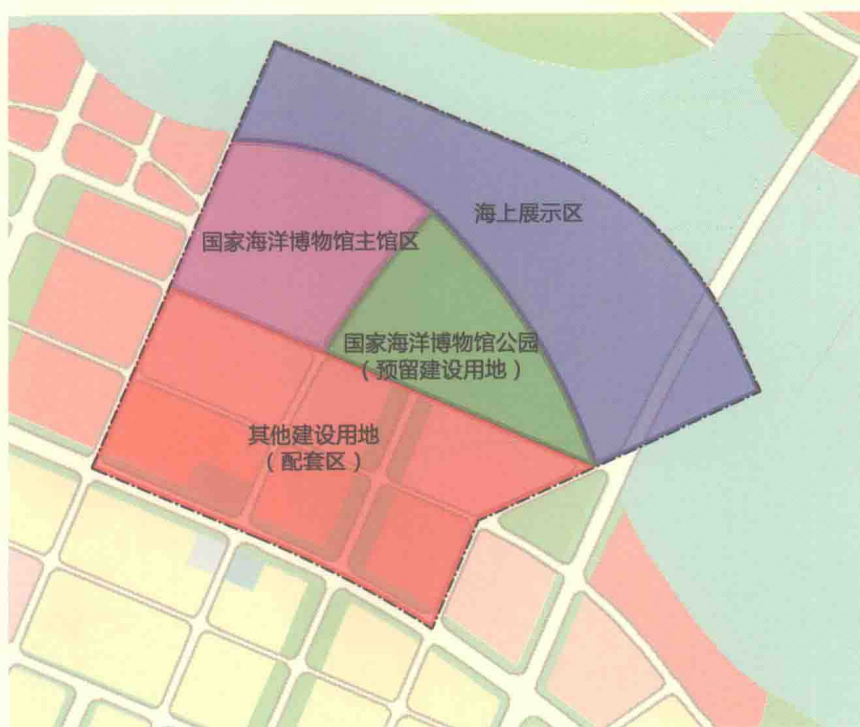 海上展示区
国家海洋博物馆主馆区
国家海洋博物馆公园
（预留建设用地）
其他建设用地
（配套区）